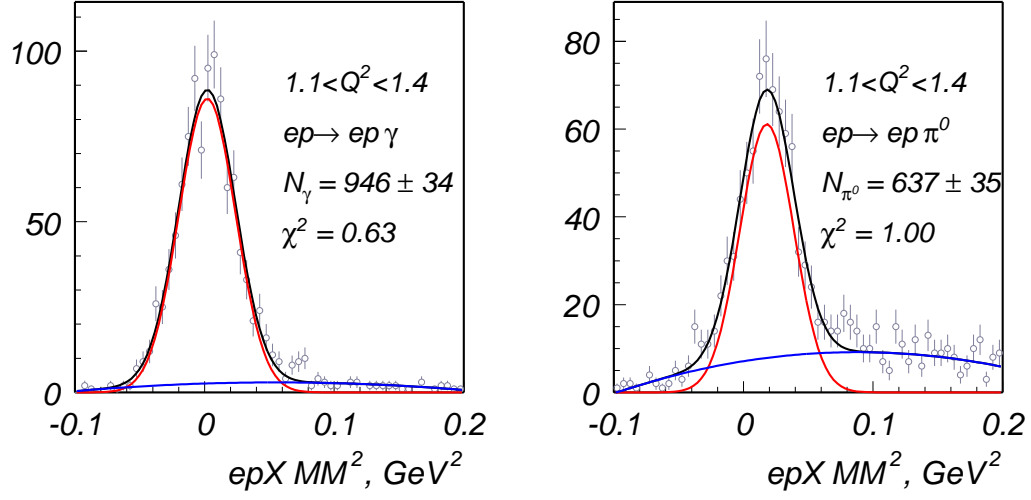 100
50
0
-0.1
0
0.1
0.2
epX MM², GeV²
1.1<Q²<1.4
ep→ ep γ
N_γ = 946 ± 34
χ² = 0.63
80
60
40
20
0
-0.1
0
0.1
0.2
epX MM², GeV²
1.1<Q²<1.4
ep→ ep π⁰
N_π⁰ = 637 ± 35
χ² = 1.00